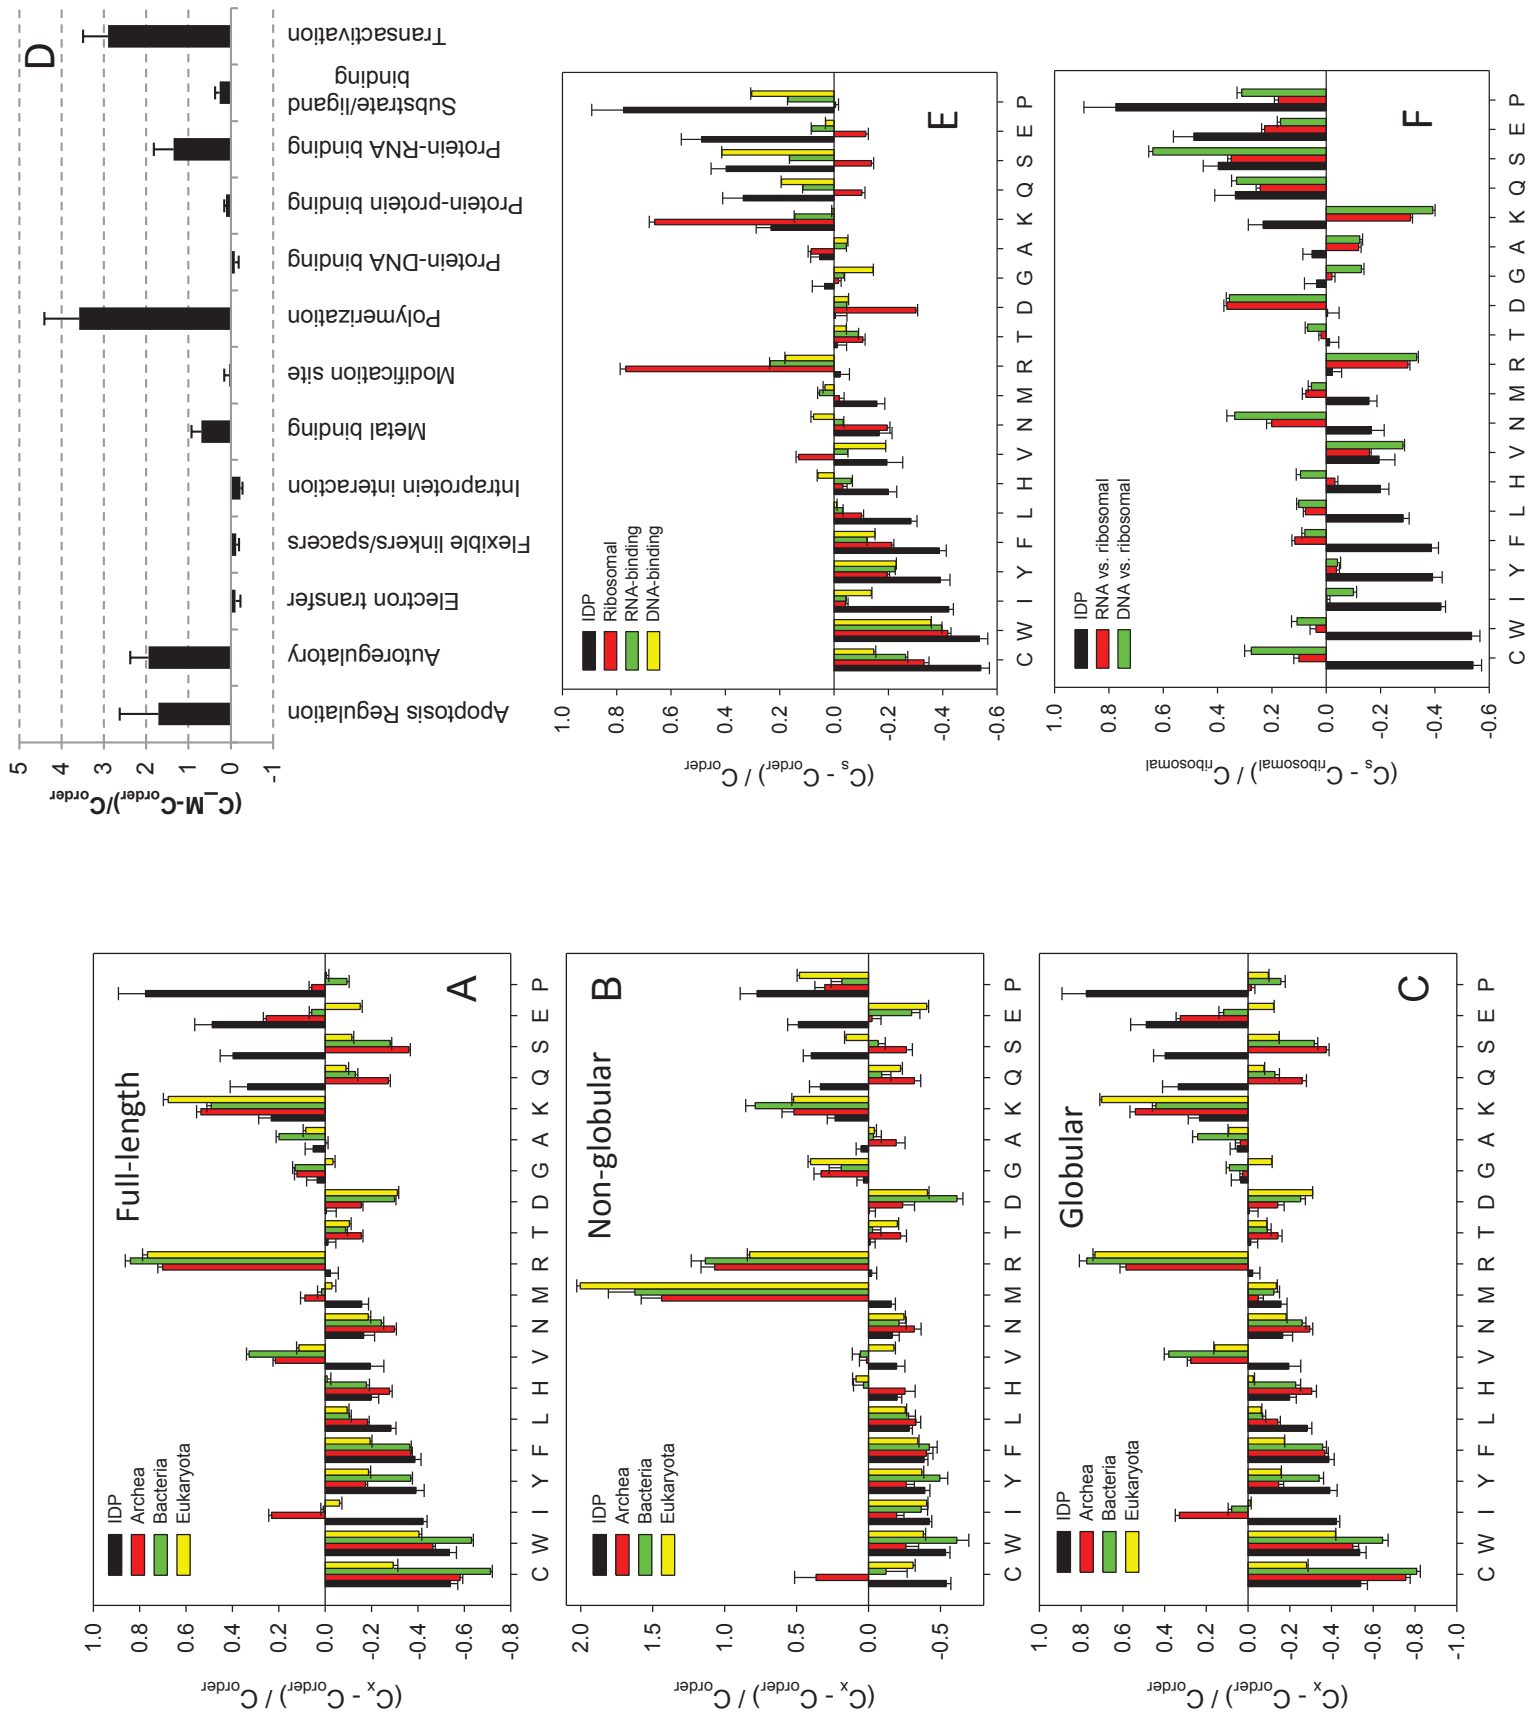 Full-length
A
IDP
Archea
Bacteria
Eukaryota
(Cx - Corder) / Corder
1.0
0.8
0.6
0.4
0.2
0.0
-0.2
-0.4
-0.6
-0.8
C W I Y F L H V N M R T D G A K Q S E P
Non-globular
B
IDP
Archea
Bacteria
Eukaryota
(Cx - Corder) / Corder
2.0
1.5
1.0
0.5
0.0
-0.5
C W I Y F L H V N M R T D G A K Q S E P
Globular
C
IDP
Archea
Bacteria
Eukaryota
(Cx - Corder) / Corder
1.0
0.8
0.6
0.4
0.2
0.0
-0.2
-0.4
-0.6
-0.8
-1.0
C W I Y F L H V N M R T D G A K Q S E P
D
(C_M-Corder)/Corder
5
4
3
2
1
0
-1
Apoptosis Regulation
Autoregulatory
Electron transfer
Flexible linkers/spacers
Intraprotein interaction
Metal binding
Modification site
Polymerization
Protein-DNA binding
Protein-protein binding
Protein-RNA binding
Substrate/ligand
binding
Transactivation
E
IDP
Ribosomal
RNA-binding
DNA-binding
(Cs - Corder) / Corder
1.0
0.8
0.6
0.4
0.2
0.0
-0.2
-0.4
-0.6
C W I Y F L H V N M R T D G A K Q S E P
F
IDP
RNA vs. ribosomal
DNA vs. ribosomal
(Cs - Cribosomal) / Cribosomal
1.0
0.8
0.6
0.4
0.2
0.0
-0.2
-0.4
-0.6
C W I Y F L H V N M R T D G A K Q S E P